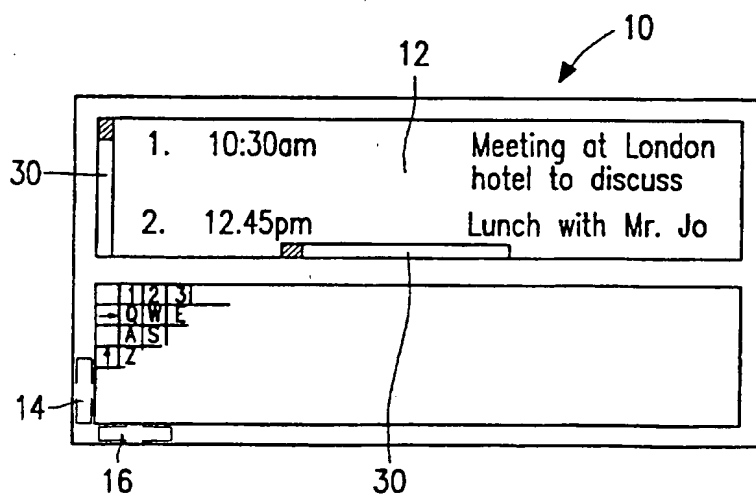 10
12
1. 10:30am Meeting at London
hotel to discuss
30
2. 12.45pm Lunch with Mr. Jo
1 2 3
Q W E
A S
Z
14
16
30